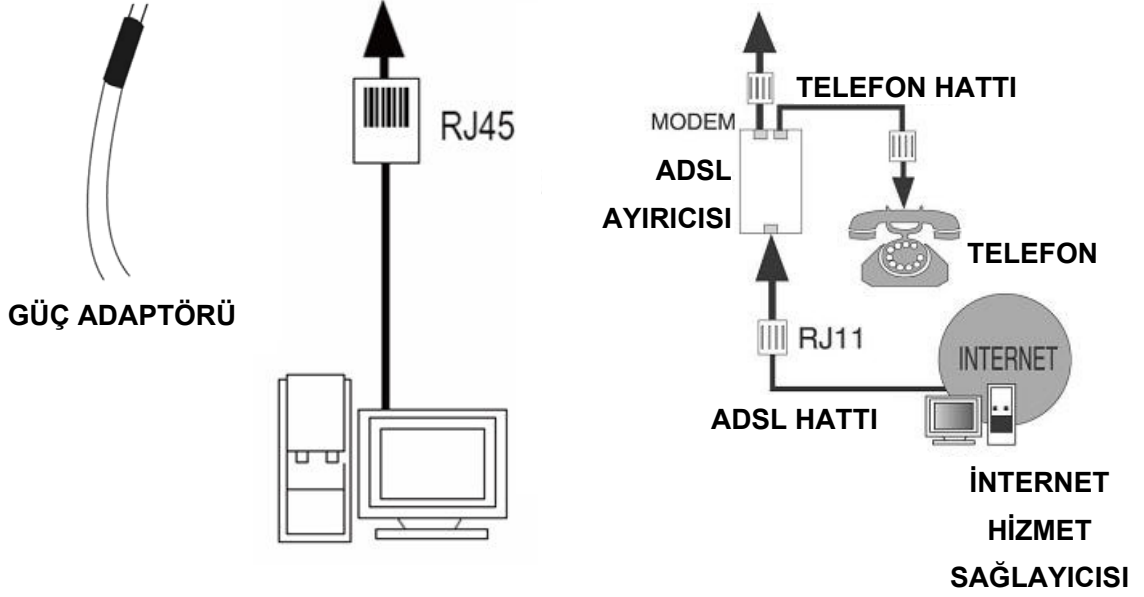 GÜÇ ADAPTÖRÜ
RJ45
TELEFON HATTI
MODEM
ADSL
AYIRICISI
TELEFON
RJ11
INTERNET
ADSL HATTI
İNTERNET
HİZMET
SAĞLAYICISI